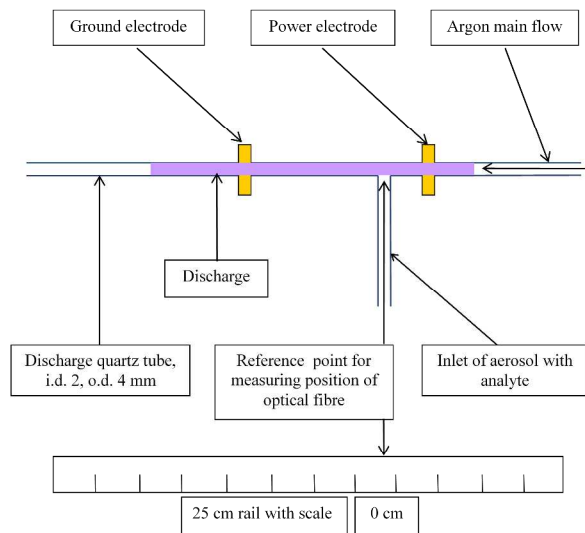 Ground electrode
Power electrode
Argon main flow
Discharge
Discharge quartz tube,
i.d. 2, o.d. 4 mm
Reference point for
measuring position of
optical fibre
Inlet of aerosol with
analyte
25 cm rail with scale
0 cm